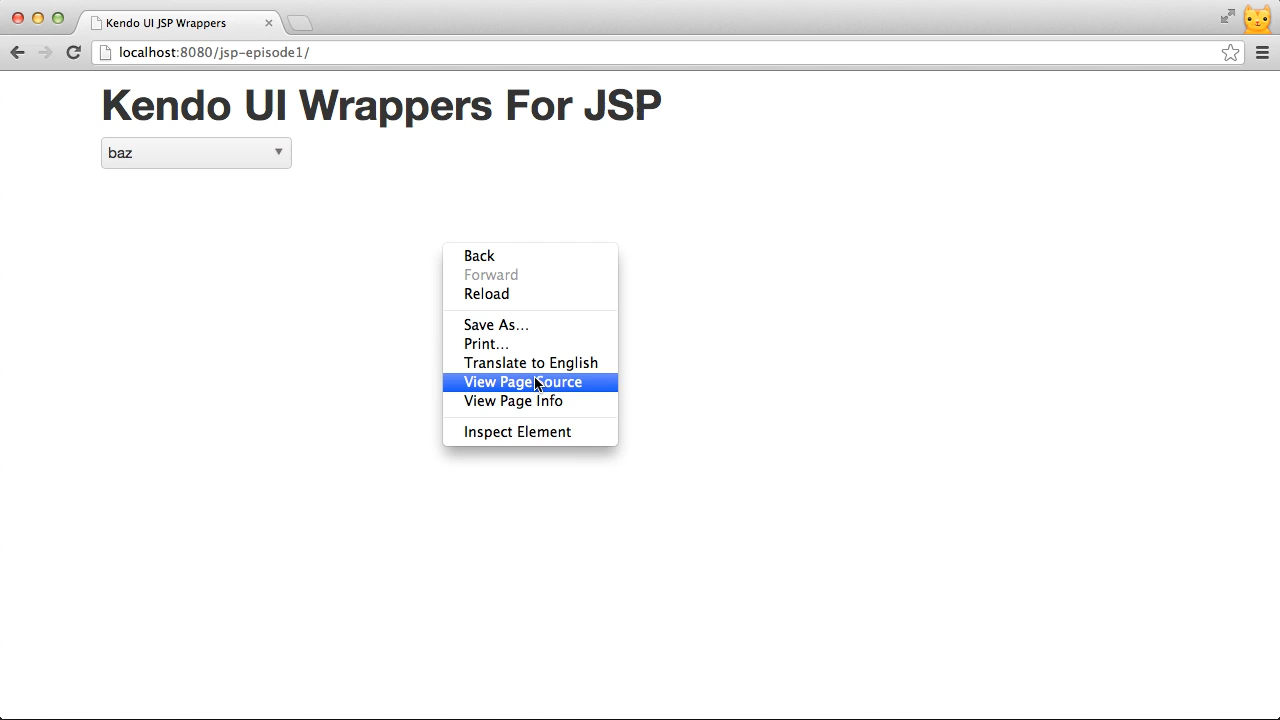 Kendo UI JSP Wrappers
localhost:8080/jsp-episode1/
Kendo UI Wrappers For JSP
baz
Back
Forward
Reload
Save As...
Print...
Translate to English
View Page Source
View Page Info
Inspect Element